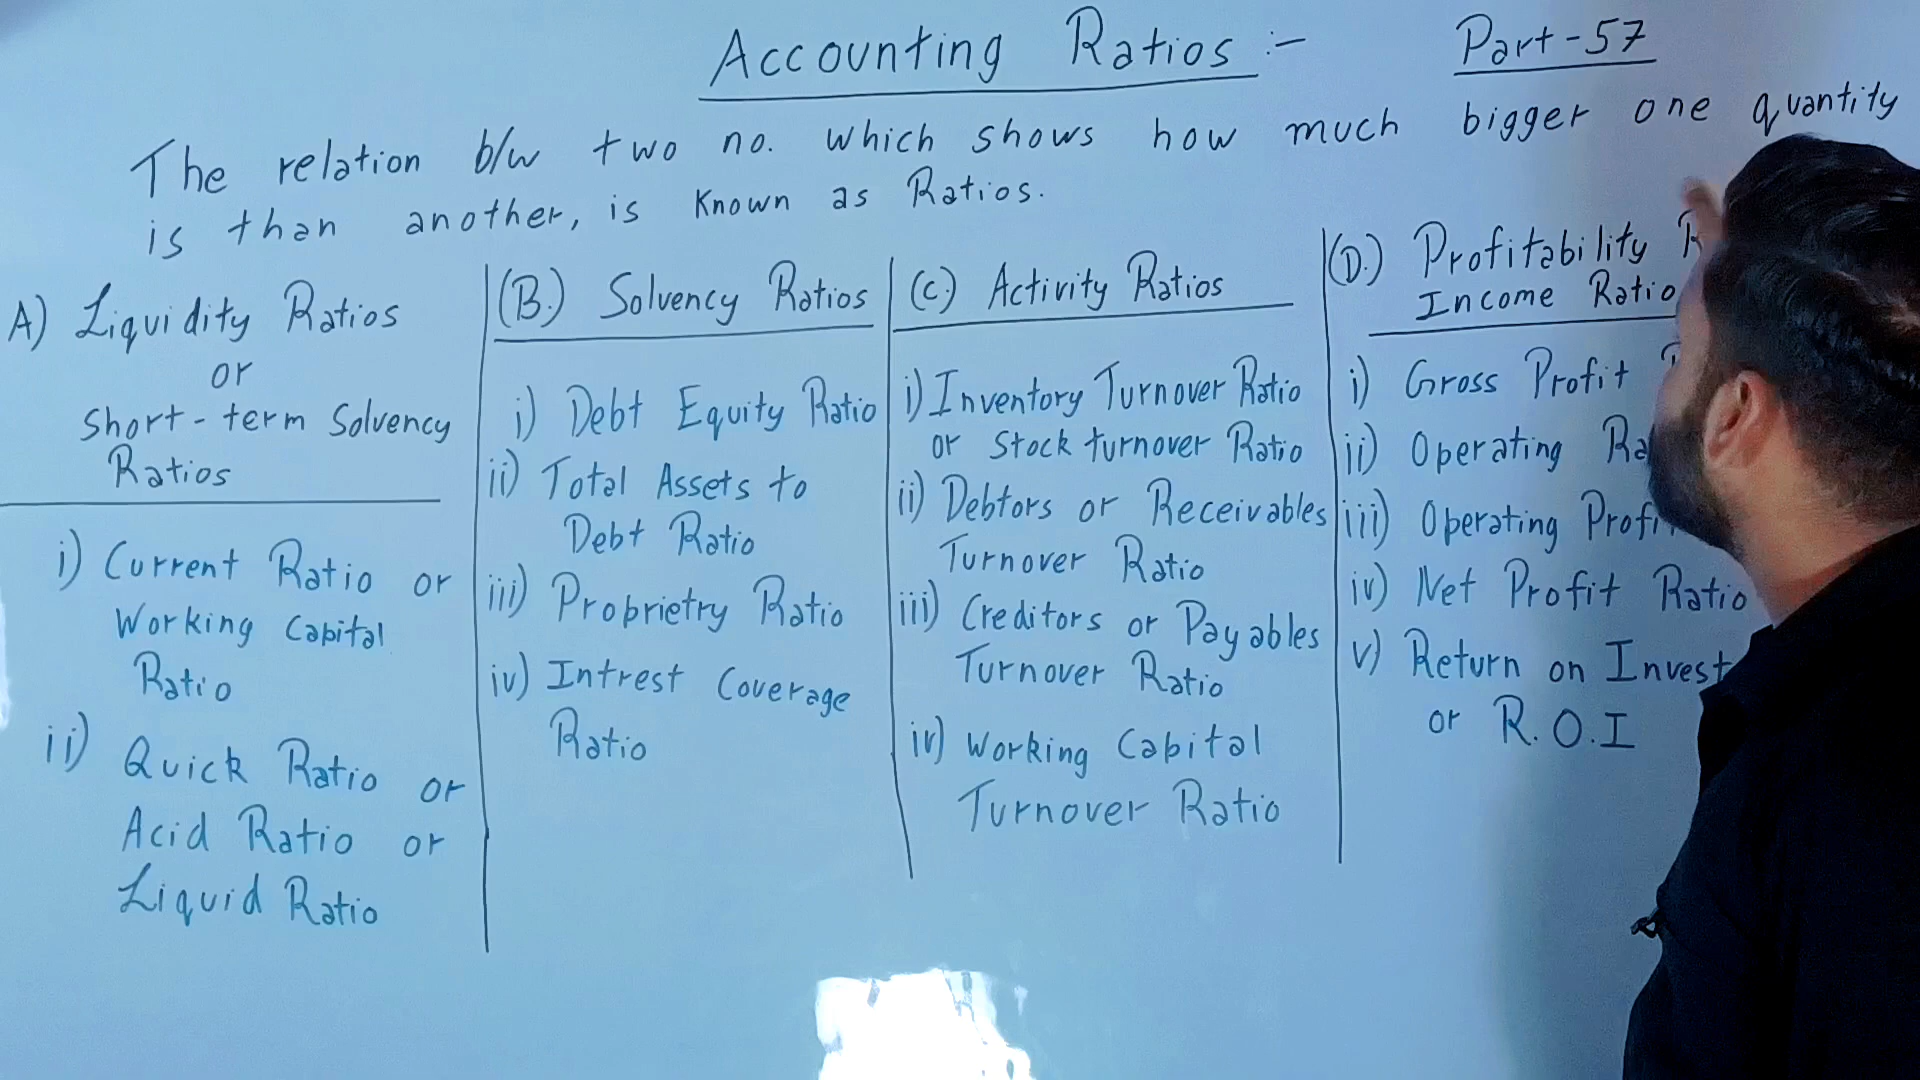 Accounting Ratios :-
Part-57
The relation b/w two no. which shows how much bigger one quantity
is than another, is known as Ratios.
A) Liquidity Ratios
or
Short-term Solvency
Ratios
i) Current Ratio or
Working Capital
Ratio
ii) Quick Ratio or
Acid Ratio or
Liquid Ratio
(B.) Solvency Ratios
i) Debt Equity Ratio
ii) Total Assets to
Debt Ratio
iii) Proprietry Ratio
iv) Intrest Coverage
Ratio
(C.) Activity Ratios
i) Inventory Turnover Ratio
or Stock turnover Ratio
ii) Debtors or Receivables
Turnover Ratio
iii) Creditors or Payables
Turnover Ratio
iv) Working Capital
Turnover Ratio
(D.) Profitability
Income Ratio
i) Gross Profit
ii) Operating
iii) Operating
iv) Net Profit Ratio
v) Return on Invest
or R.O.I